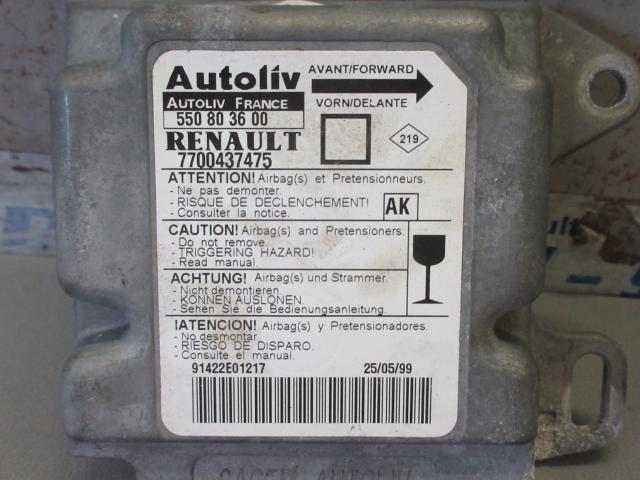 Autoliv
AVANT/FORWARD
AUTOLIV FRANCE
VORN/DELANTE
550 80 36 00
RENAULT
219
7700437475
ATTENTION! Airbag(s) et Pretensionneurs.
- Ne pas demonter.
- RISQUE DE DECLENCHEMENT!
AK
- Consulter la notice.
CAUTION! Airbag(s) and Pretensioners.
- Do not remove.
- TRIGGERING HAZARD!
- Read manual.
ACHTUNG! Airbag(s) und Strammer
- Nicht demontieren.
- KONNEN AUSLONEN.
- Sehen Sie die Bedienungsanleitung.
!ATENCION! Airbag(s) y Pretensionadores.
- No desmontar.
- RIESGO DE DISPARO.
- Consulte el manual.
91422E01217 25/05/99
SAGEM AUTOLIV